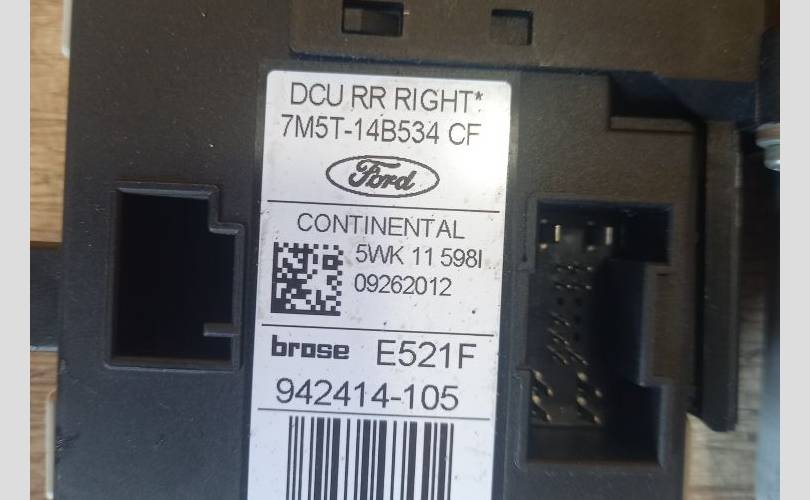 DCU RR RIGHT*
7M5T-14B534 CF
Ford
CONTINENTAL
5WK 11 598I
09262012
brose E521F
942414-105